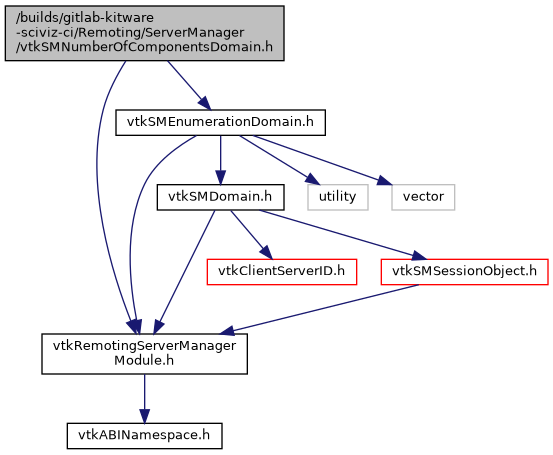 /builds/gitlab-kitware
-sciviz-ci/Remoting/ServerManager
/vtkSMNumberOfComponentsDomain.h
vtkSMEnumerationDomain.h
vtkSMDomain.h
utility
vector
vtkClientServerID.h
vtkSMSessionObject.h
vtkRemotingServerManager
Module.h
vtkABINamespace.h